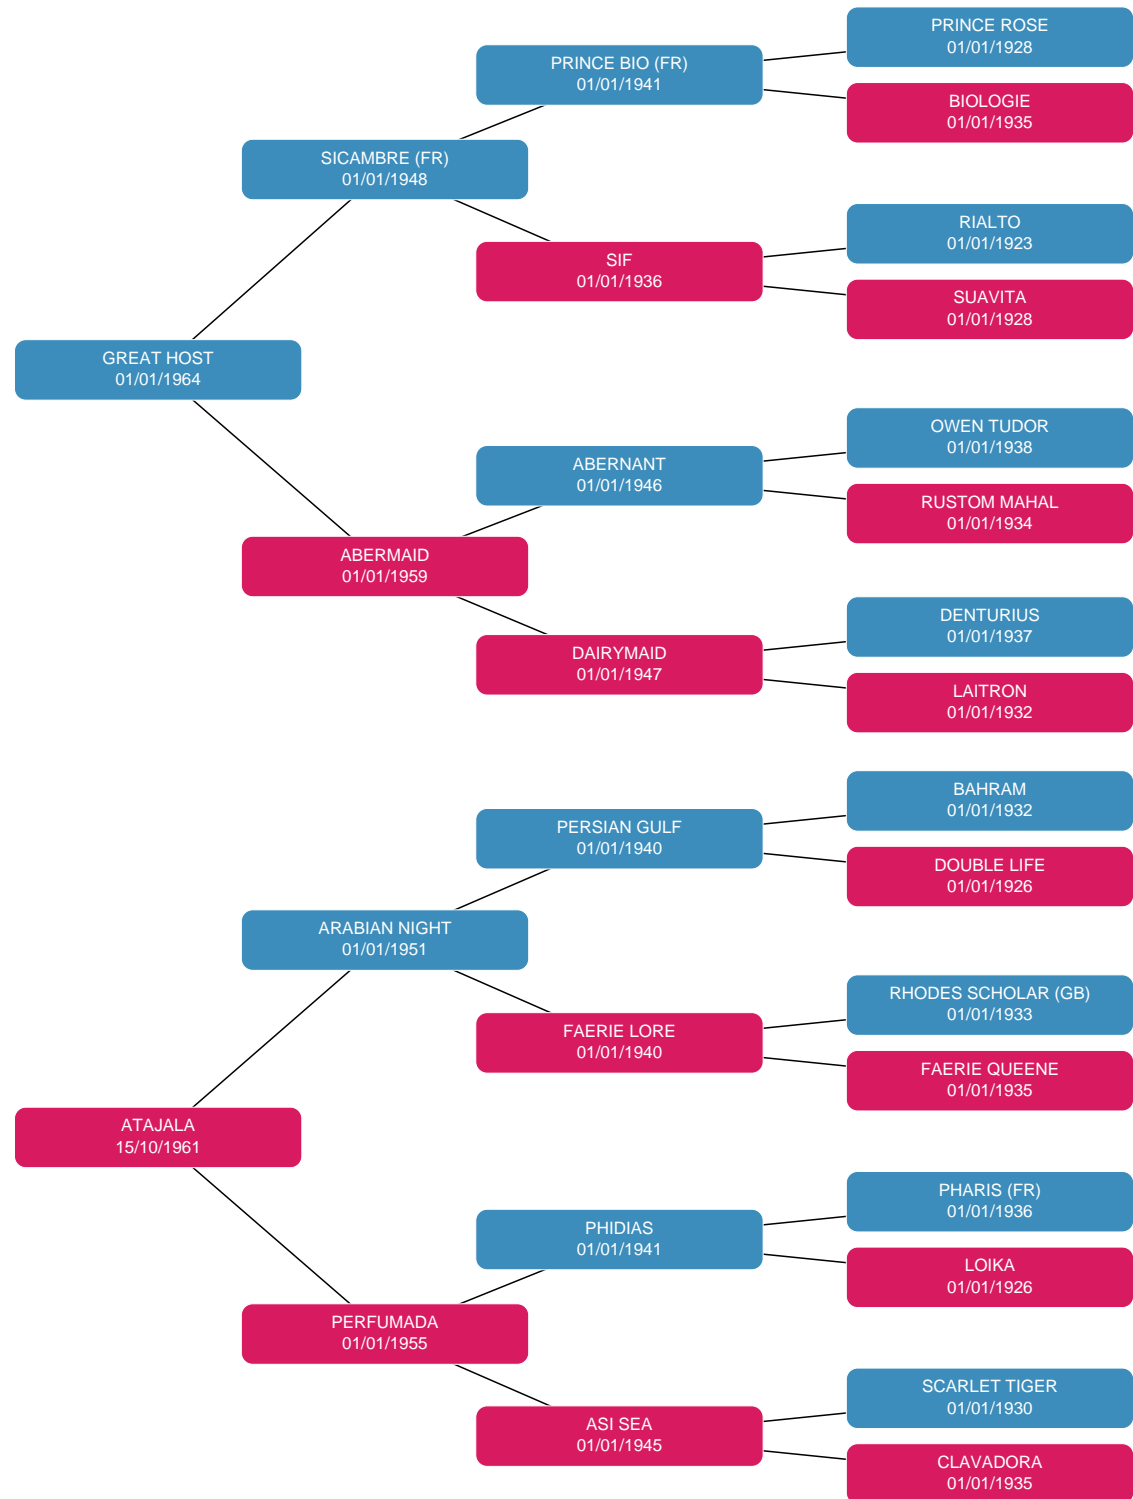 PRINCE ROSE
01/01/1928
PRINCE BIO (FR)
01/01/1941
BIOLOGIE
01/01/1935
SICAMBRE (FR)
01/01/1948
RIALTO
01/01/1923
SIF
01/01/1936
SUAVITA
01/01/1928
GREAT HOST
01/01/1964
OWEN TUDOR
01/01/1938
ABERNANT
01/01/1946
RUSTOM MAHAL
01/01/1934
ABERMAID
01/01/1959
DENTURIUS
01/01/1937
DAIRYMAID
01/01/1947
LAITRON
01/01/1932
BAHRAM
01/01/1932
PERSIAN GULF
01/01/1940
DOUBLE LIFE
01/01/1926
ARABIAN NIGHT
01/01/1951
RHODES SCHOLAR (GB)
01/01/1933
FAERIE LORE
01/01/1940
FAERIE QUEENE
01/01/1935
ATAJALA
15/10/1961
PHARIS (FR)
01/01/1936
PHIDIAS
01/01/1941
LOIKA
01/01/1926
PERFUMADA
01/01/1955
SCARLET TIGER
01/01/1930
ASI SEA
01/01/1945
CLAVADORA
01/01/1935